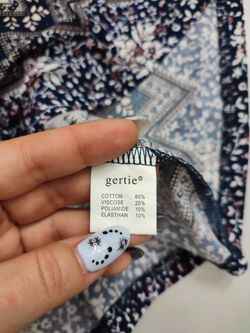 gertie®
COTTON 60%
VISCOSE 20%
POLIAMIDE 10%
ELASTHAN 10%